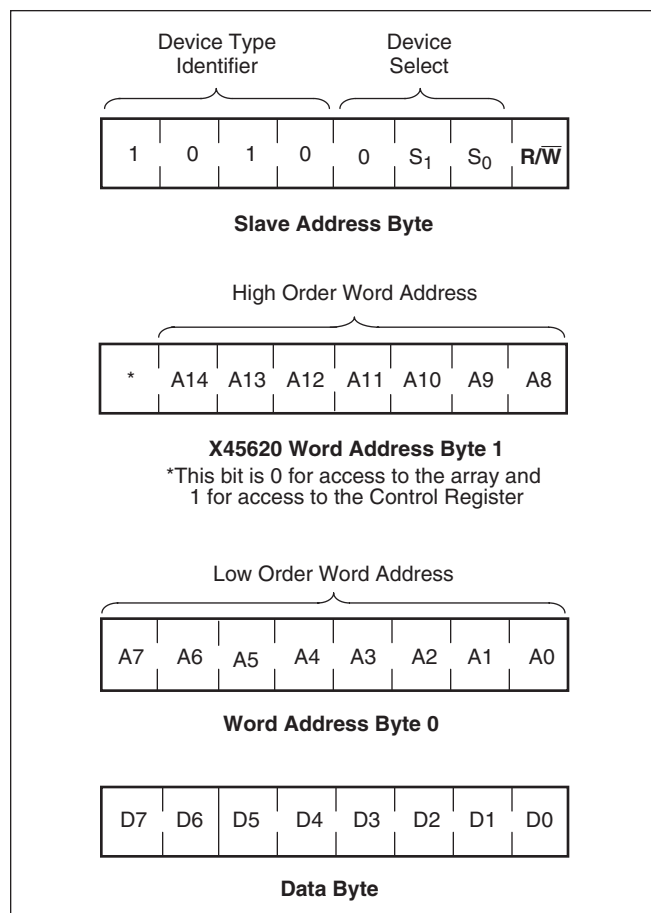 Device Type
Identifier
Device
Select
1 0 1 0 0 S1 S0 R/W̅
Slave Address Byte
High Order Word Address
* A14 A13 A12 A11 A10 A9 A8
X45620 Word Address Byte 1
*This bit is 0 for access to the array and
1 for access to the Control Register
Low Order Word Address
A7 A6 A5 A4 A3 A2 A1 A0
Word Address Byte 0
D7 D6 D5 D4 D3 D2 D1 D0
Data Byte